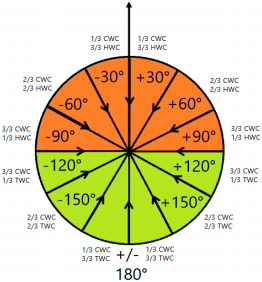 1/3 CWC 1/3 CWC
3/3 HWC 3/3 HWC
-30° +30°
2/3 CWC 2/3 CWC
2/3 HWC 2/3 HWC
-60° +60°
3/3 CWC 3/3 CWC
1/3 HWC 1/3 HWC
-90° +90°
-120° +120°
3/3 CWC 3/3 CWC
1/3 TWC 1/3 TWC
-150° +150°
2/3 CWC 2/3 CWC
2/3 TWC 2/3 TWC
1/3 CWC +/- 1/3 CWC
3/3 TWC 3/3 TWC
180°